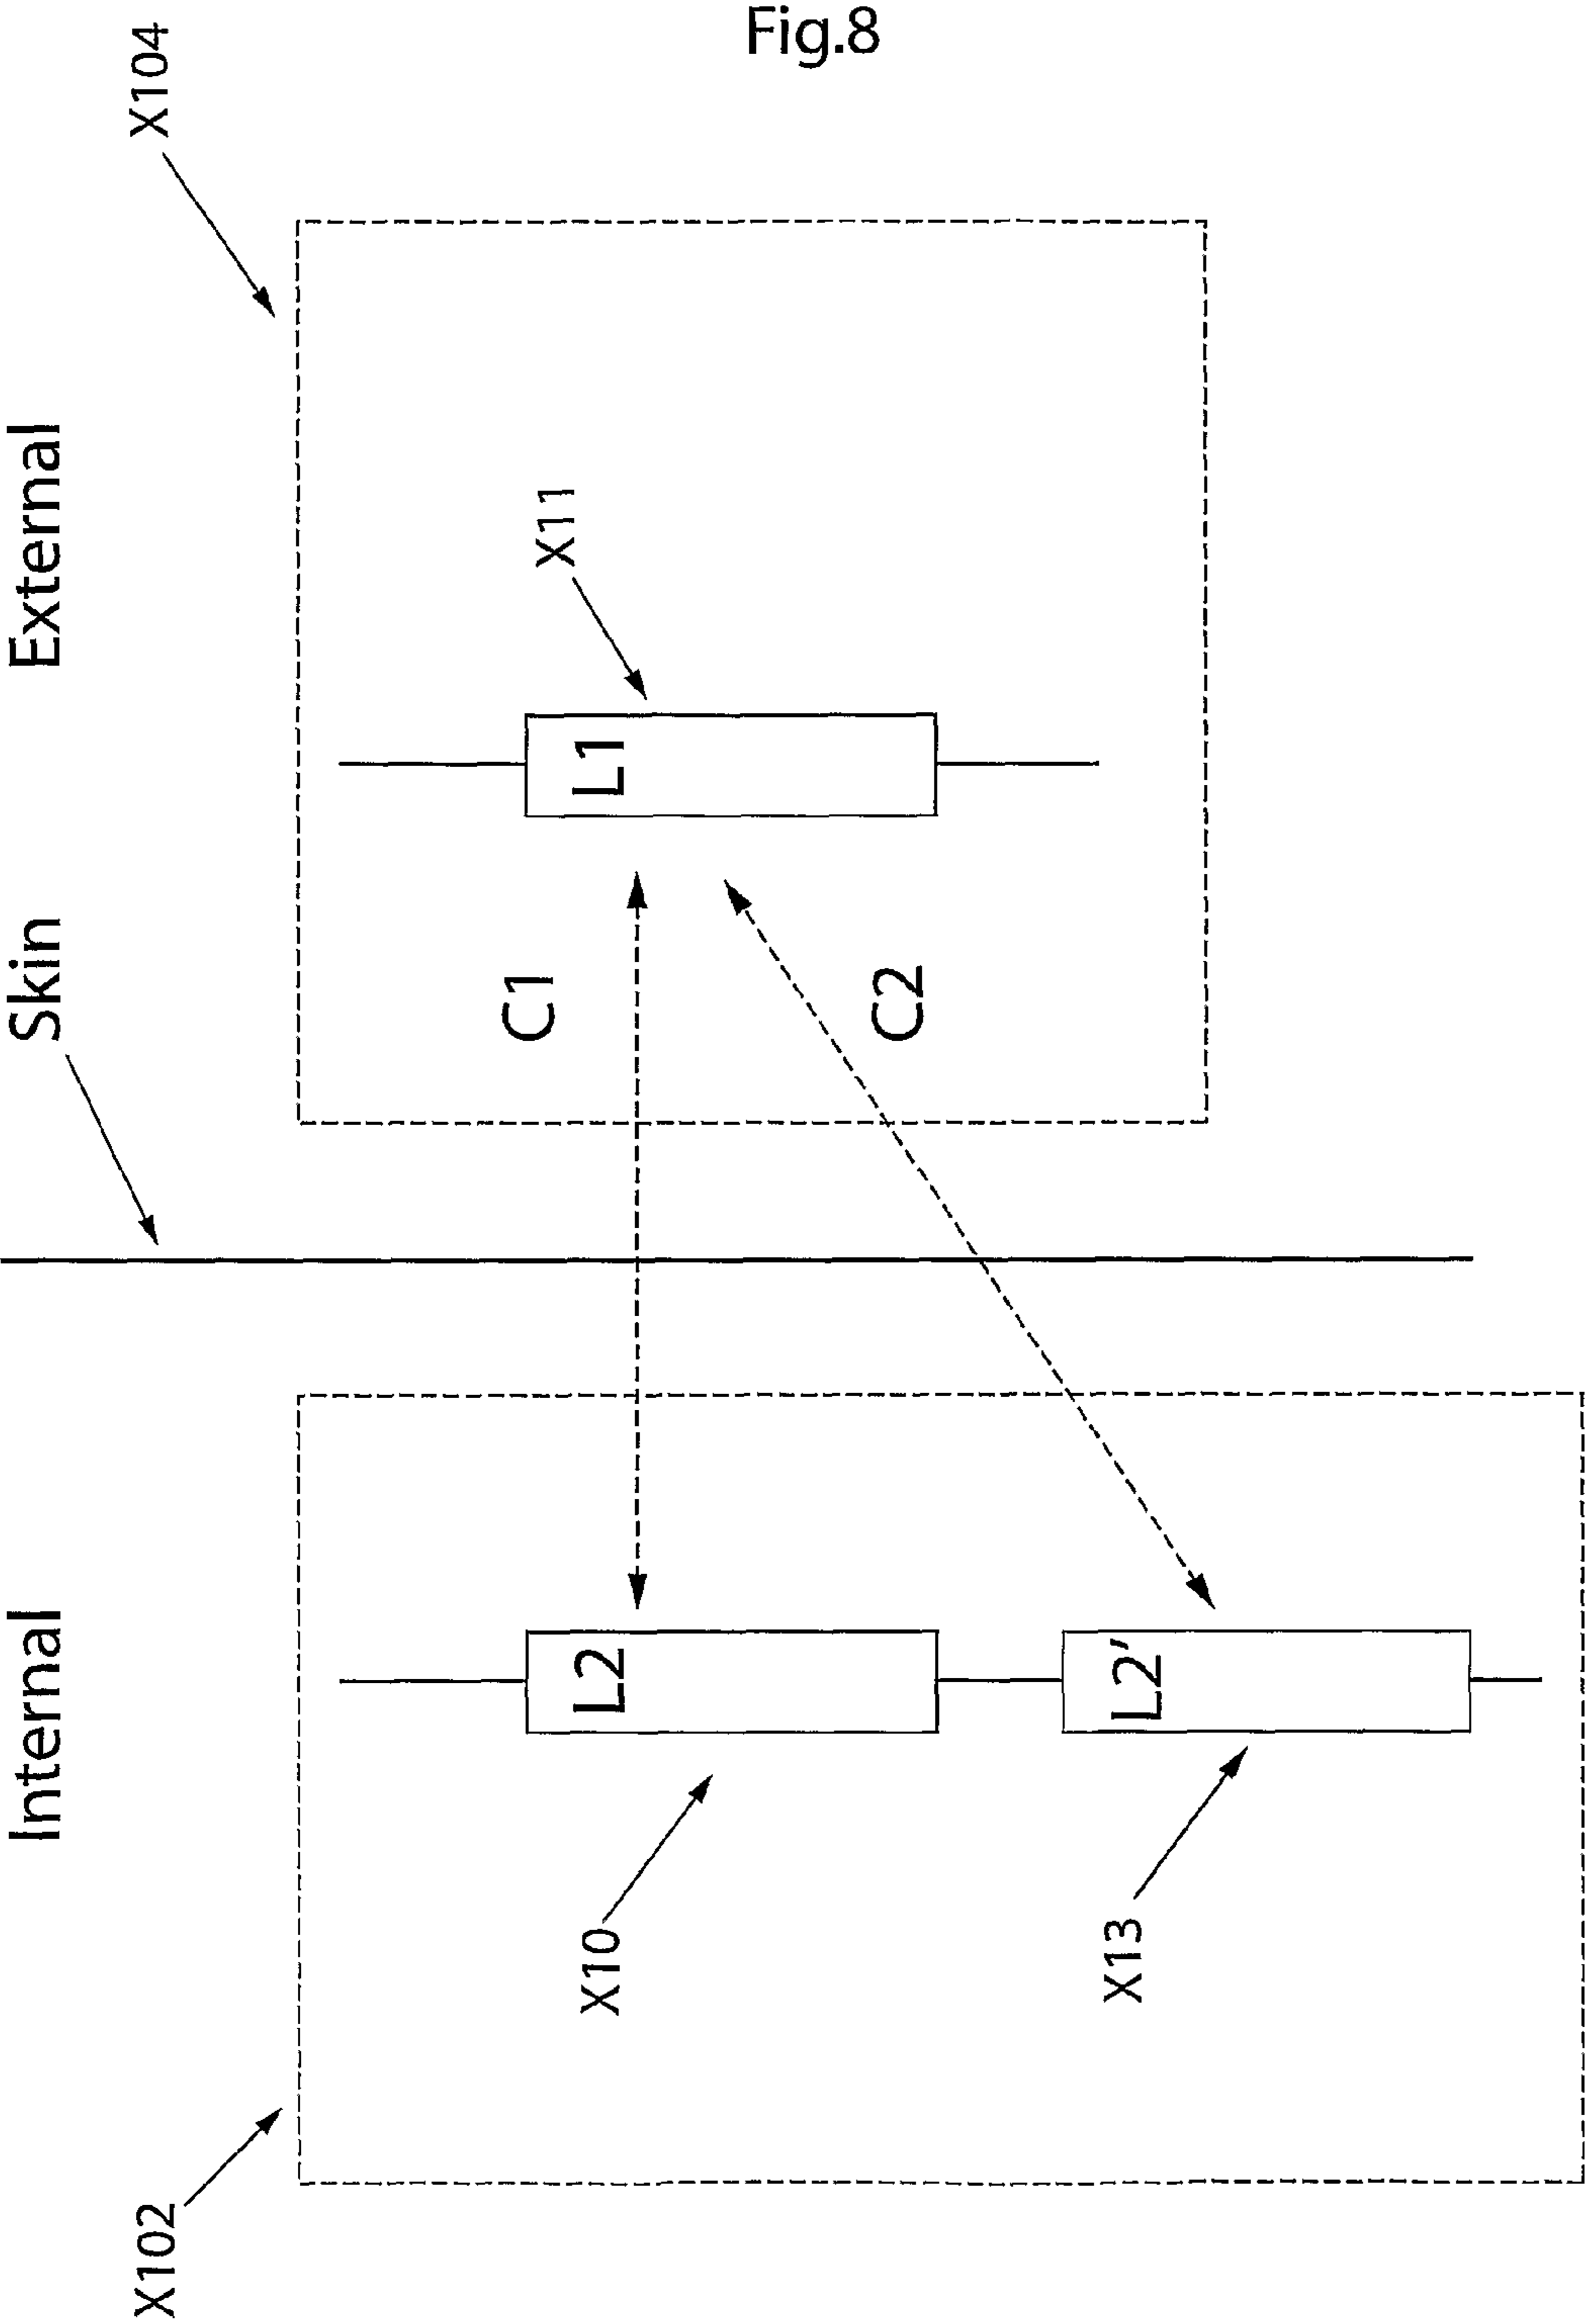 Fig.8
Internal
Skin
External
X102
X104
X10
L2
C1
L1
X11
X13
L2'
C2